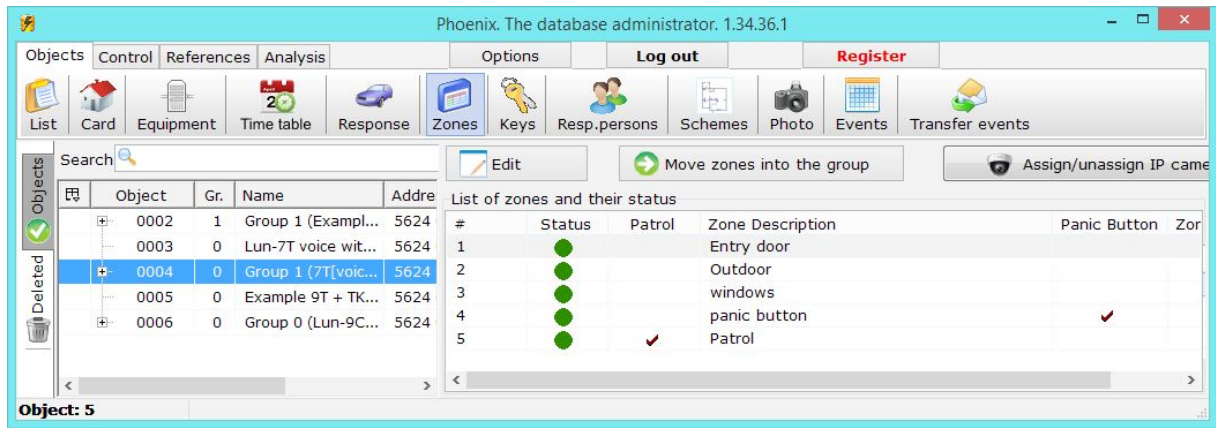 Phoenix. The database administrator. 1.34.36.1
Objects Control References Analysis Options Log out Register
List Card Equipment Time table Response Zones Keys Resp.persons Schemes Photo Events Transfer events
Objects
Deleted
Search
Edit Move zones into the group Assign/unassign IP came
Object Gr. Name Addre
0002 1 Group 1 (Exampl... 5624
0003 0 Lun-7T voice wit... 5624
0004 0 Group 1 (7T[voic... 5624
0005 0 Example 9T + TK... 5624
0006 0 Group 0 (Lun-9C... 5624
List of zones and their status
# Status Patrol Zone Description Panic Button Zor
1 Entry door
2 Outdoor
3 windows
4 panic button
5 Patrol
Object: 5